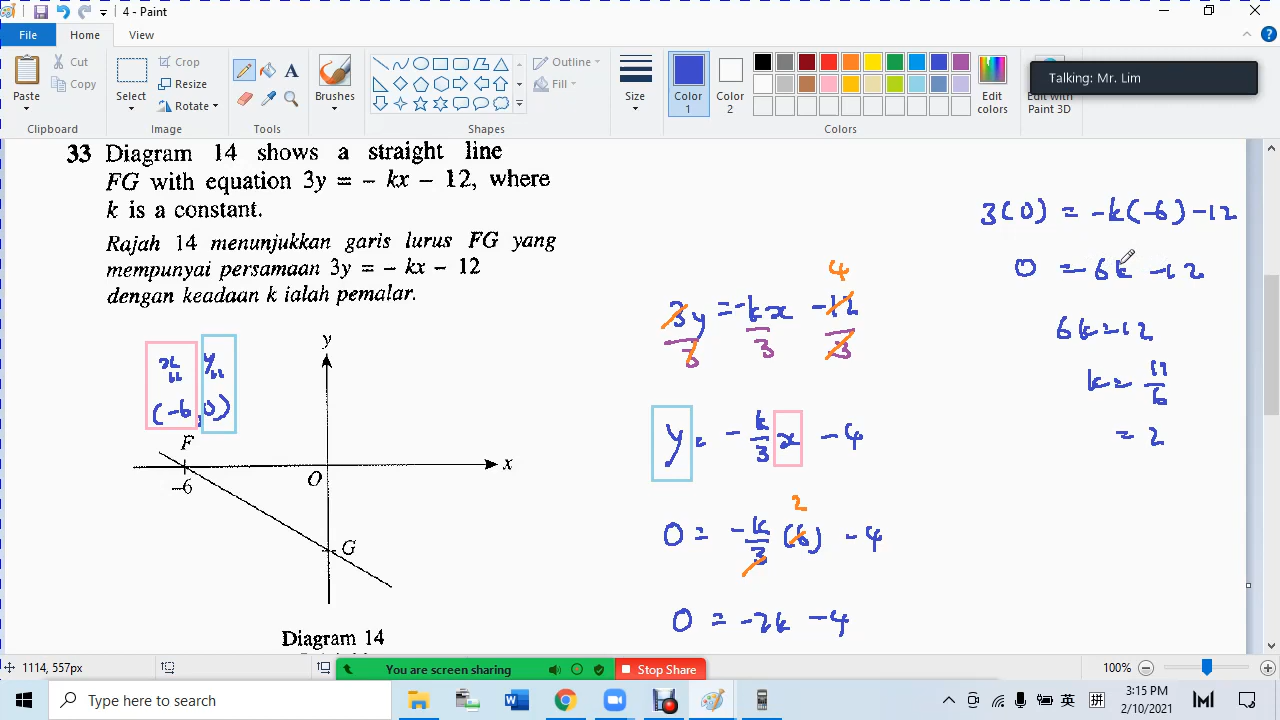 4 - Paint
File Home View
Paste
Cut
Copy
Clipboard
Select
Crop
Resize
Rotate
Image
A
Tools
Brushes
Shapes
Outline
Fill
Size
Color 1
Color 2
Edit colors
Edit with Paint 3D
Colors
Talking: Mr. Lim
33 Diagram 14 shows a straight line
FG with equation 3y = – kx – 12, where
k is a constant.
Rajah 14 menunjukkan garis lurus FG yang
mempunyai persamaan 3y = – kx – 12
dengan keadaan k ialah pemalar.
x y
(-6, 0)
F
-6
O
x
y
G
Diagram 14
4
3y = -kx -12
3 3 3
y = -k/3 x -4
2
0 = -k/3 (6) -4
0 = -2k -4
3(0) = -k(-6) -12
0 = 6k -12
6k = 12
k = 12/6
= 2
1114, 557px
You are screen sharing
Stop Share
100%
Type here to search
英
拼
3:15 PM
2/10/2021